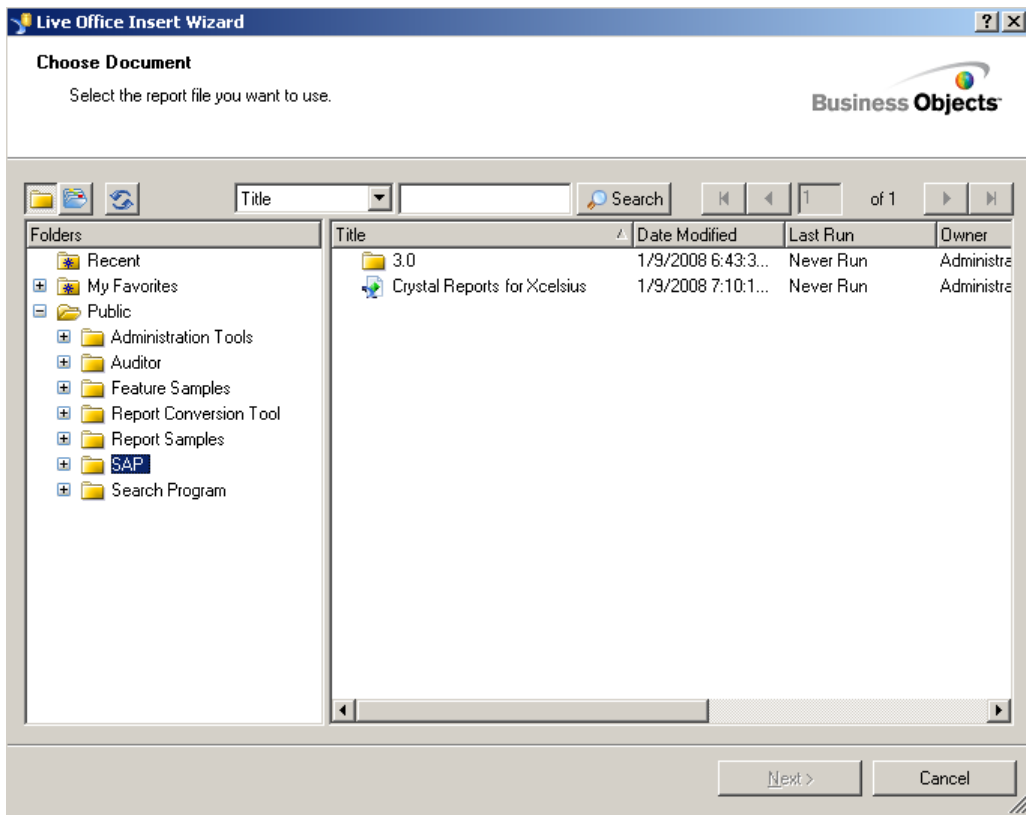 Live Office Insert Wizard
Choose Document
Select the report file you want to use.
Business Objects
Title Search 1 of 1
Folders Title Date Modified Last Run Owner
Recent 3.0 1/9/2008 6:43:3... Never Run Administra
My Favorites Crystal Reports for Xcelsius 1/9/2008 7:10:1... Never Run Administra
Public
Administration Tools
Auditor
Feature Samples
Report Conversion Tool
Report Samples
SAP
Search Program
Next > Cancel